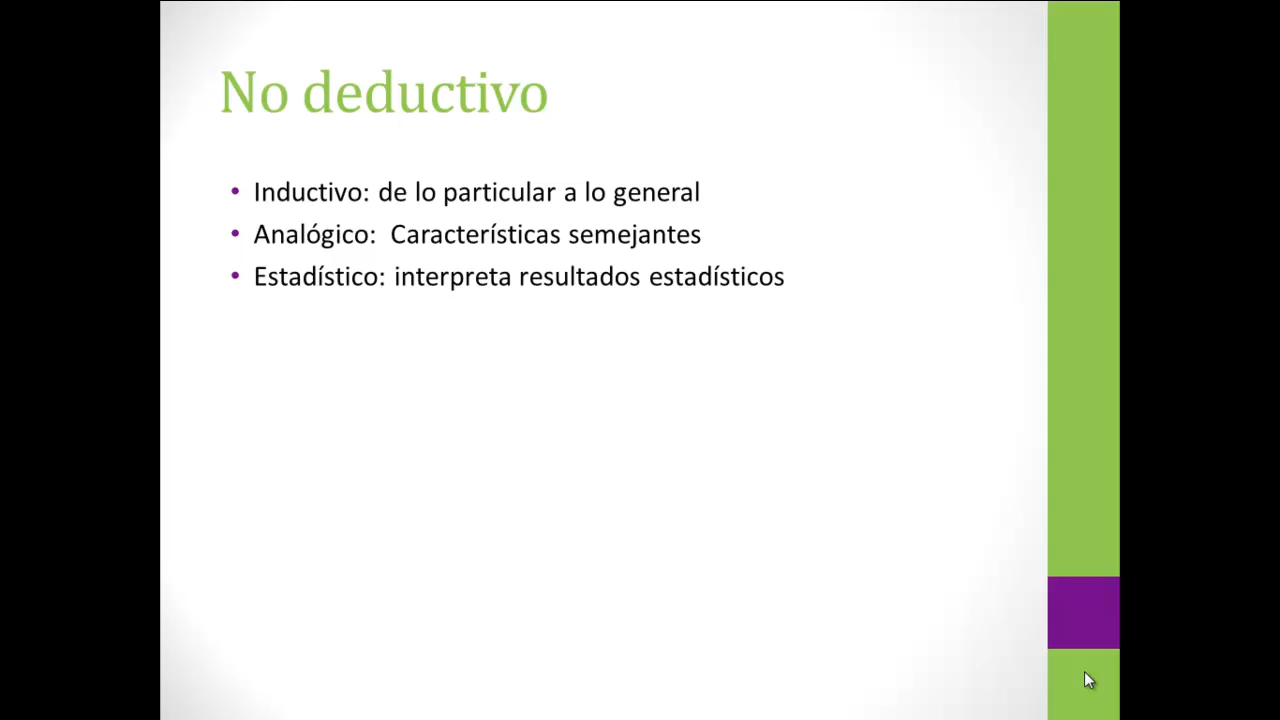 No deductivo
• Inductivo: de lo particular a lo general
• Analógico:  Características semejantes
• Estadístico: interpreta resultados estadísticos